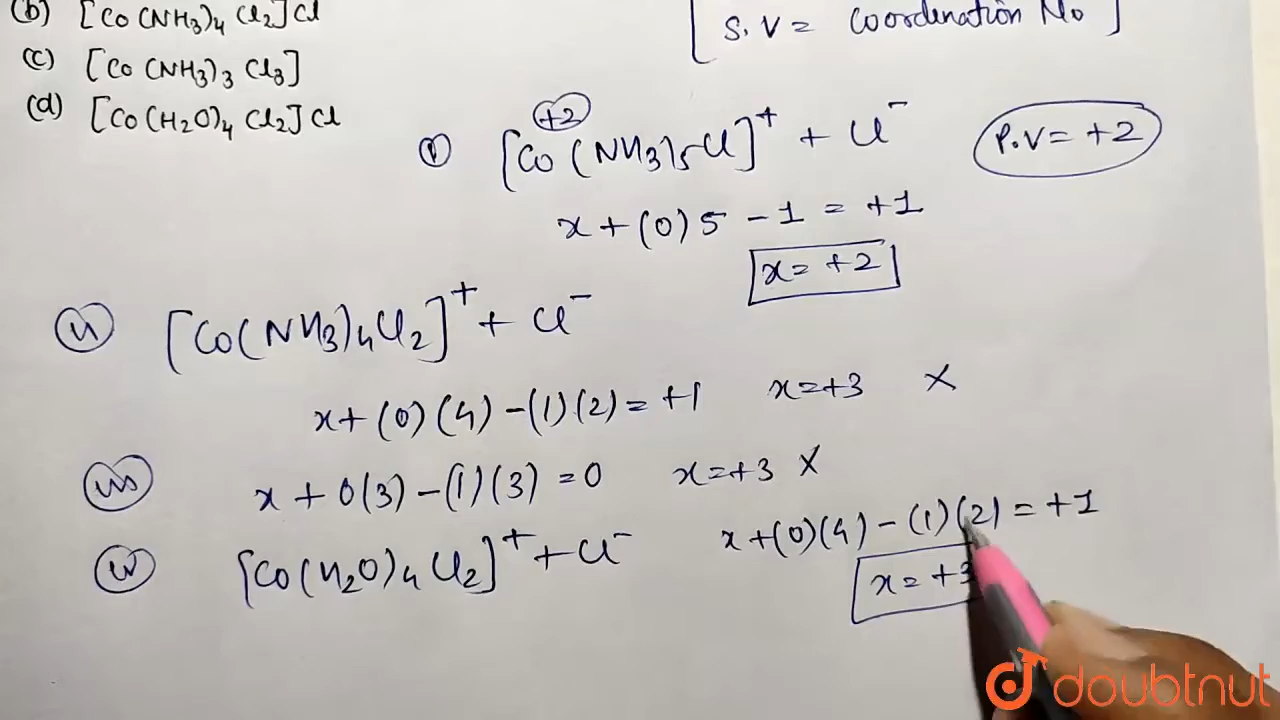 (b) [Co(NH3)4 Cl2]Cl
(c) [Co(NH3)3 Cl3]
(d) [Co(H2O)4 Cl2]Cl
S.V = Coordenation No
+2
(I) [Co(NH3)5Cl]+ + Cl-
P.V = +2
x + (0)5 - 1 = +1
x = +2
(II) [Co(NH3)4Cl2]+ + Cl-
x + (0)(4) - (1)(2) = +1 x = +3 X
(III) x + 0(3) - (1)(3) = 0 x = +3 X
(IV) [Co(H2O)4Cl2]+ + Cl- x + (0)(4) - (1)(2) = +1
x = +3
doubtnut